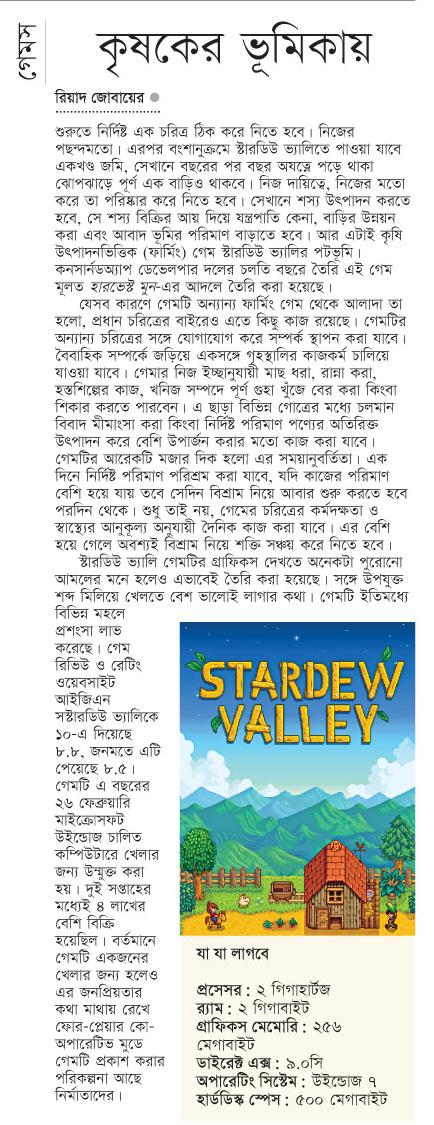 গেমস
কৃষকের ভূমিকায়
রিয়াদ জোবায়ের
শুরুতে নির্দিষ্ট এক চরিত্র ঠিক করে নিতে হবে। নিজের
পছন্দমতো। এরপর বংশানুক্রমে স্টারডিউ ভ্যালিতে পাওয়া যাবে
একখণ্ড জমি, সেখানে বছরের পর বছর অযত্নে পড়ে থাকা
ঝোপঝাড়ে পূর্ণ এক বাড়িও থাকবে। নিজ দায়িত্বে, নিজের মতো
করে তা পরিষ্কার করে নিতে হবে। সেখানে শস্য উৎপাদন করতে
হবে, সে শস্য বিক্রির আয় দিয়ে যন্ত্রপাতি কেনা, বাড়ির উন্নয়ন
করা এবং আবাদ ভূমির পরিমাণ বাড়াতে হবে। আর এটাই কৃষি
উৎপাদনভিত্তিক (ফার্মিং) গেম স্টারডিউ ভ্যালির পটভূমি।
কনসার্নডঅ্যাপ ডেভেলপার দলের চলতি বছরে তৈরি এই গেম
মূলত হারভেস্ট মুন-এর আদলে তৈরি করা হয়েছে।
যেসব কারণে গেমটি অন্যান্য ফার্মিং গেম থেকে আলাদা তা
হলো, প্রধান চরিত্রের বাইরেও এতে কিছু কাজ রয়েছে। গেমটির
অন্যান্য চরিত্রের সঙ্গে যোগাযোগ করে সম্পর্ক স্থাপন করা যাবে।
বৈবাহিক সম্পর্কে জড়িয়ে একসঙ্গে গৃহস্থালির কাজকর্ম চালিয়ে
যাওয়া যাবে। গেমার নিজ ইচ্ছানুযায়ী মাছ ধরা, রান্না করা,
হস্তশিল্পের কাজ, খনিজ সম্পদে পূর্ণ গুহা খুঁজে বের করা কিংবা
শিকার করতে পারবেন। এ ছাড়া বিভিন্ন গোত্রের মধ্যে চলমান
বিবাদ মীমাংসা করা কিংবা নির্দিষ্ট পরিমাণ পণ্যের অতিরিক্ত
উৎপাদন করে বেশি উপার্জন করার মতো কাজ করা যাবে।
গেমটির আরেকটি মজার দিক হলো এর সময়ানুবর্তিতা। এক
দিনে নির্দিষ্ট পরিমাণ পরিশ্রম করা যাবে, যদি কাজের পরিমাণ
বেশি হয়ে যায় তবে সেদিন বিশ্রাম নিয়ে আবার শুরু করতে হবে
পরদিন থেকে। শুধু তাই নয়, গেমের চরিত্রের কর্মদক্ষতা ও
স্বাস্থ্যের আনুকূল্য অনুযায়ী দৈনিক কাজ করা যাবে। এর বেশি
হয়ে গেলে অবশ্যই বিশ্রাম নিয়ে শক্তি সঞ্চয় করে নিতে হবে।
স্টারডিউ ভ্যালি গেমটির গ্রাফিকস দেখতে অনেকটা পুরোনো
আমলের মনে হলেও এভাবেই তৈরি করা হয়েছে। সঙ্গে উপযুক্ত
শব্দ মিলিয়ে খেলতে বেশ ভালোই লাগার কথা। গেমটি ইতিমধ্যে
বিভিন্ন মহলে
প্রশংসা লাভ
করেছে। গেম
রিভিউ ও রেটিং
ওয়েবসাইট
আইজিএন
সস্টারডিউ ভ্যালিকে
১০-এ দিয়েছে
৮.৮, জনমতে এটি
পেয়েছে ৮.৫।
গেমটি এ বছরের
২৬ ফেব্রুয়ারি
মাইক্রোসফট
উইন্ডোজ চালিত
কম্পিউটারে খেলার
জন্য উন্মুক্ত করা
হয়। দুই সপ্তাহের
মধ্যেই ৪ লাখের
বেশি বিক্রি
হয়েছিল। বর্তমানে
গেমটি একজনের
খেলার জন্য হলেও
এর জনপ্রিয়তার
কথা মাথায় রেখে
ফোর-প্লেয়ার কো-
অপারেটিভ মুডে
গেমটি প্রকাশ করার
পরিকল্পনা আছে
নির্মাতাদের।
STARDEW
VALLEY
যা যা লাগবে
প্রসেসর : ২ গিগাহার্টজ
র‍্যাম : ২ গিগাবাইট
গ্রাফিকস মেমোরি : ২৫৬
মেগাবাইট
ডাইরেক্ট এক্স : ৯.০সি
অপারেটিং সিস্টেম : উইন্ডোজ ৭
হার্ডডিস্ক স্পেস : ৫০০ মেগাবাইট